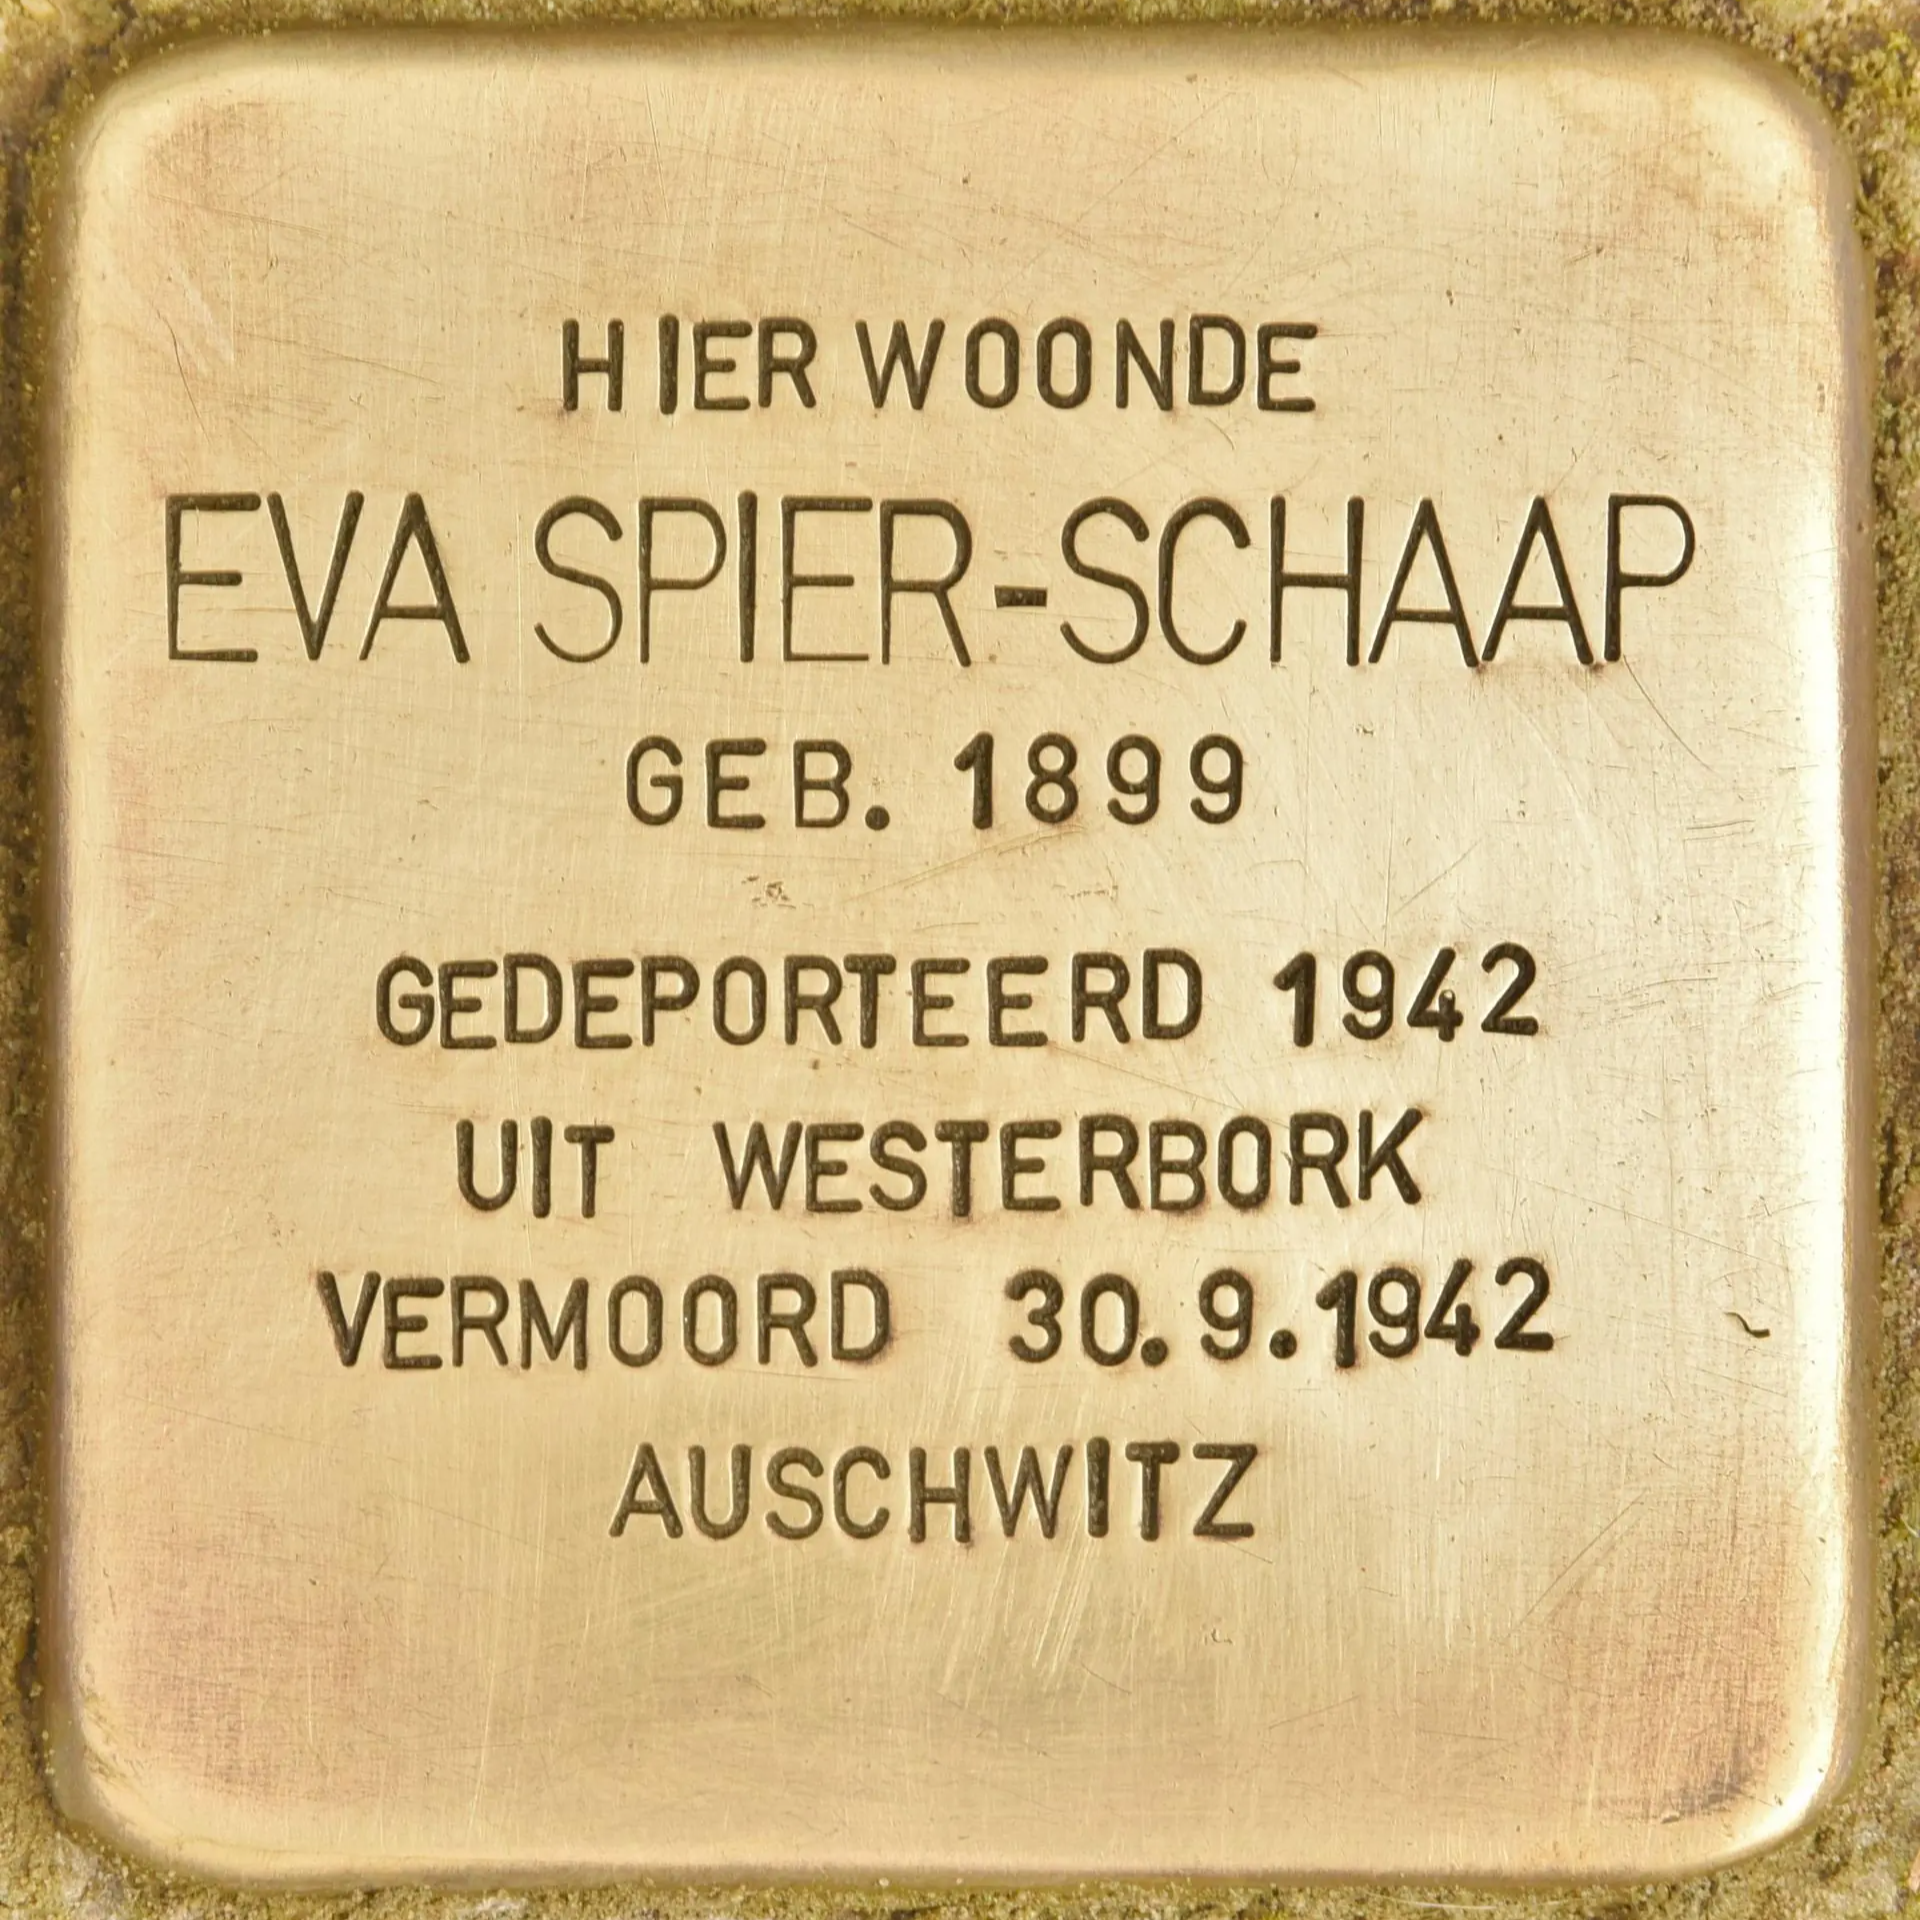 HIER WOONDE
EVA SPIER-SCHAAP
GEB. 1899
GEDEPORTEERD 1942
UIT WESTERBORK
VERMOORD 30.9.1942
AUSCHWITZ